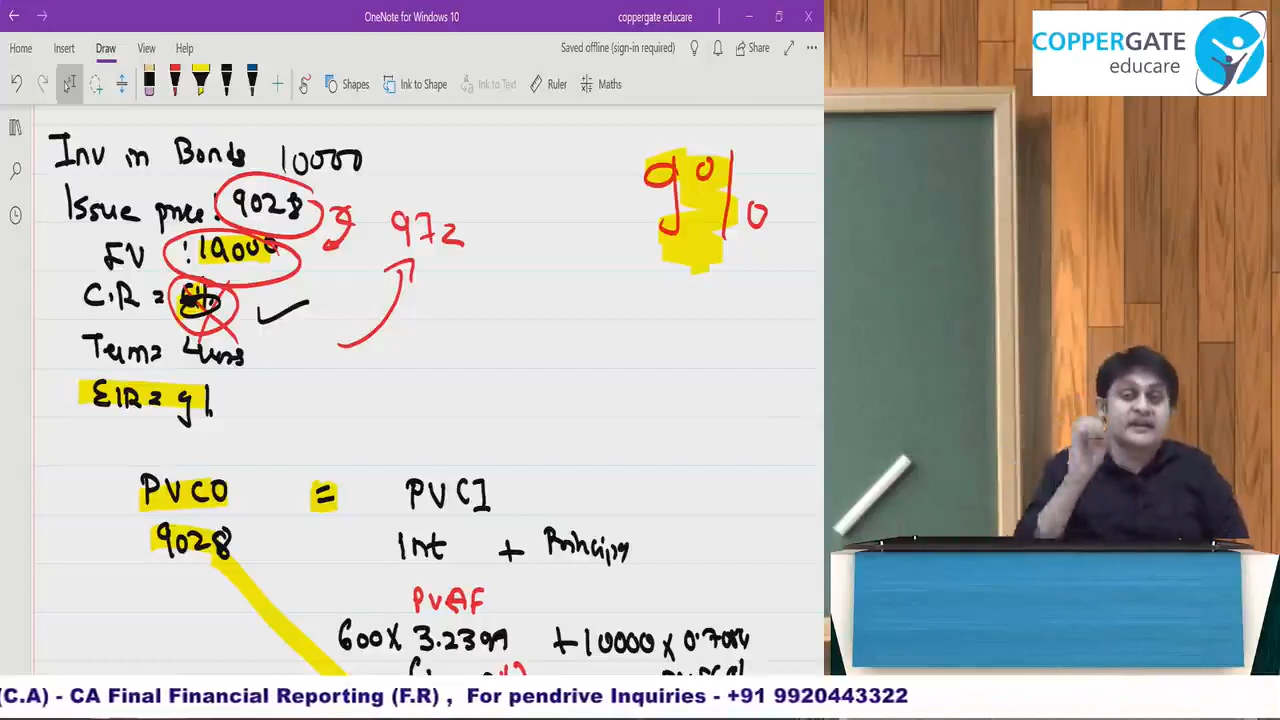 OneNote for Windows 10
coppergate educare
Home Insert Draw View Help
Saved offline (sign-in required)
Share
Shapes
Ink to Shape
Ink to Text
Ruler
Maths
COPPERGATE
educare
Inv in Bonds 10000
Issue price : 9028
FV : 10000
972
C.R =
Term = 4yrs
EIR = 9%
9%
PVCO = PVCI
9028
Int + Principal
PVAF
600 x 3.2399 + 10000 x 0.7084
(C.A) - CA Final Financial Reporting (F.R) , For pendrive Inquiries - +91 9920443322